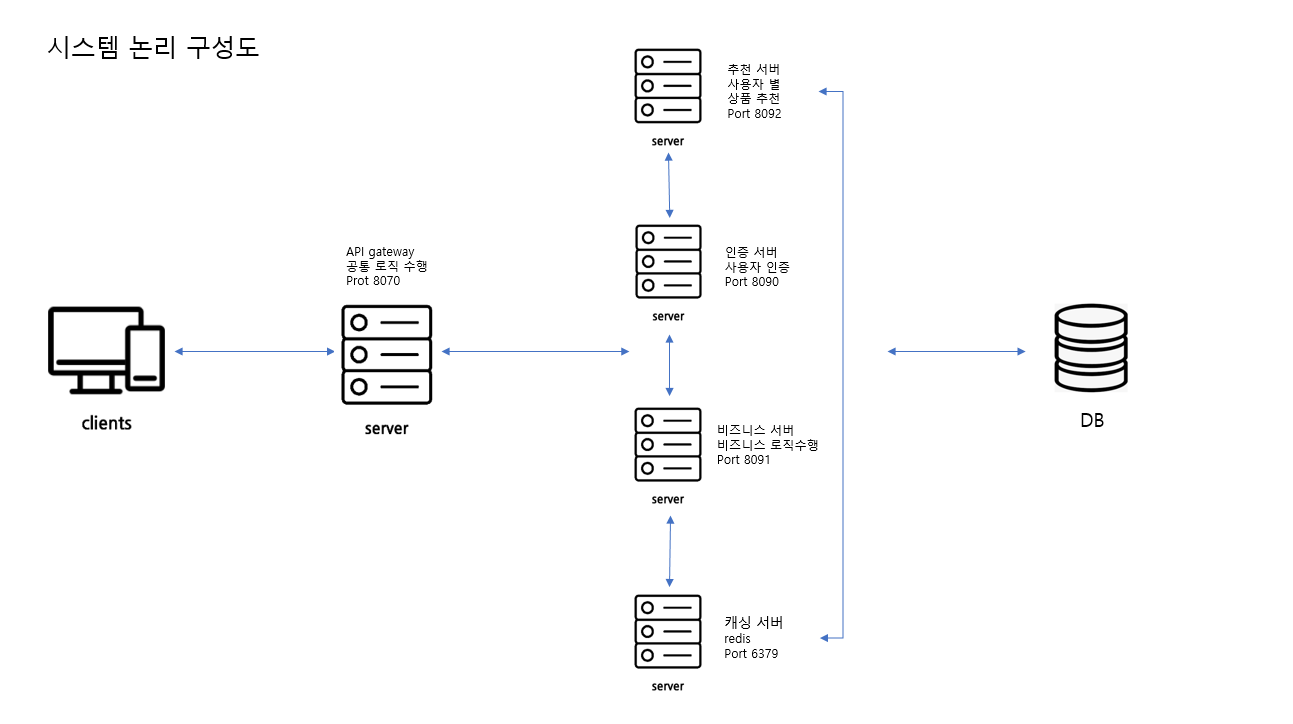 시스템 논리 구성도
추천 서버
사용자 별
상품 추천
Port 8092
server
API gateway
공통 로직 수행
Prot 8070
server
clients
인증 서버
사용자 인증
Port 8090
server
비즈니스 서버
비즈니스 로직수행
Port 8091
server
캐싱 서버
redis
Port 6379
server
DB